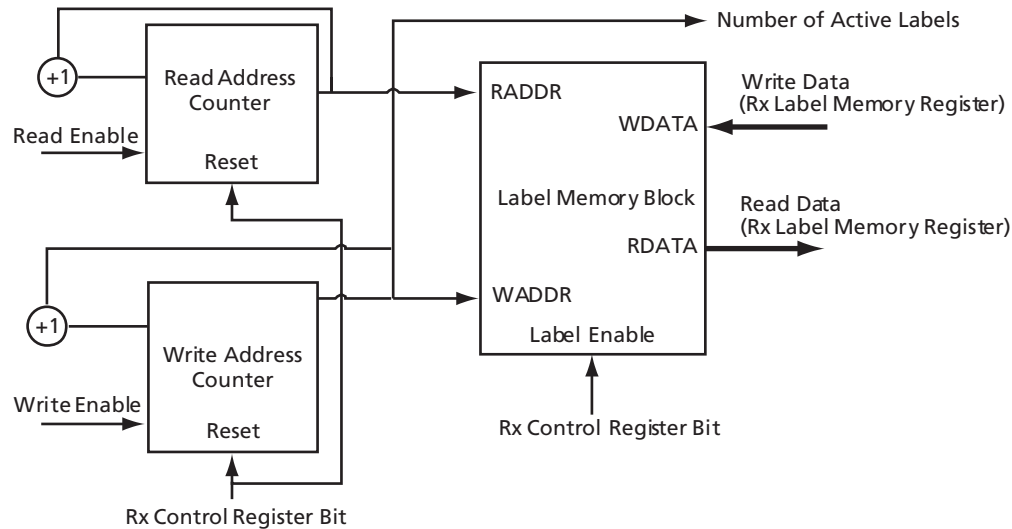 Number of Active Labels
+1
Read Address
Counter
Read Enable
Reset
RADDR
WDATA
Write Data
(Rx Label Memory Register)
Label Memory Block
Read Data
(Rx Label Memory Register)
RDATA
+1
Write Address
Counter
Write Enable
Reset
WADDR
Label Enable
Rx Control Register Bit
Rx Control Register Bit